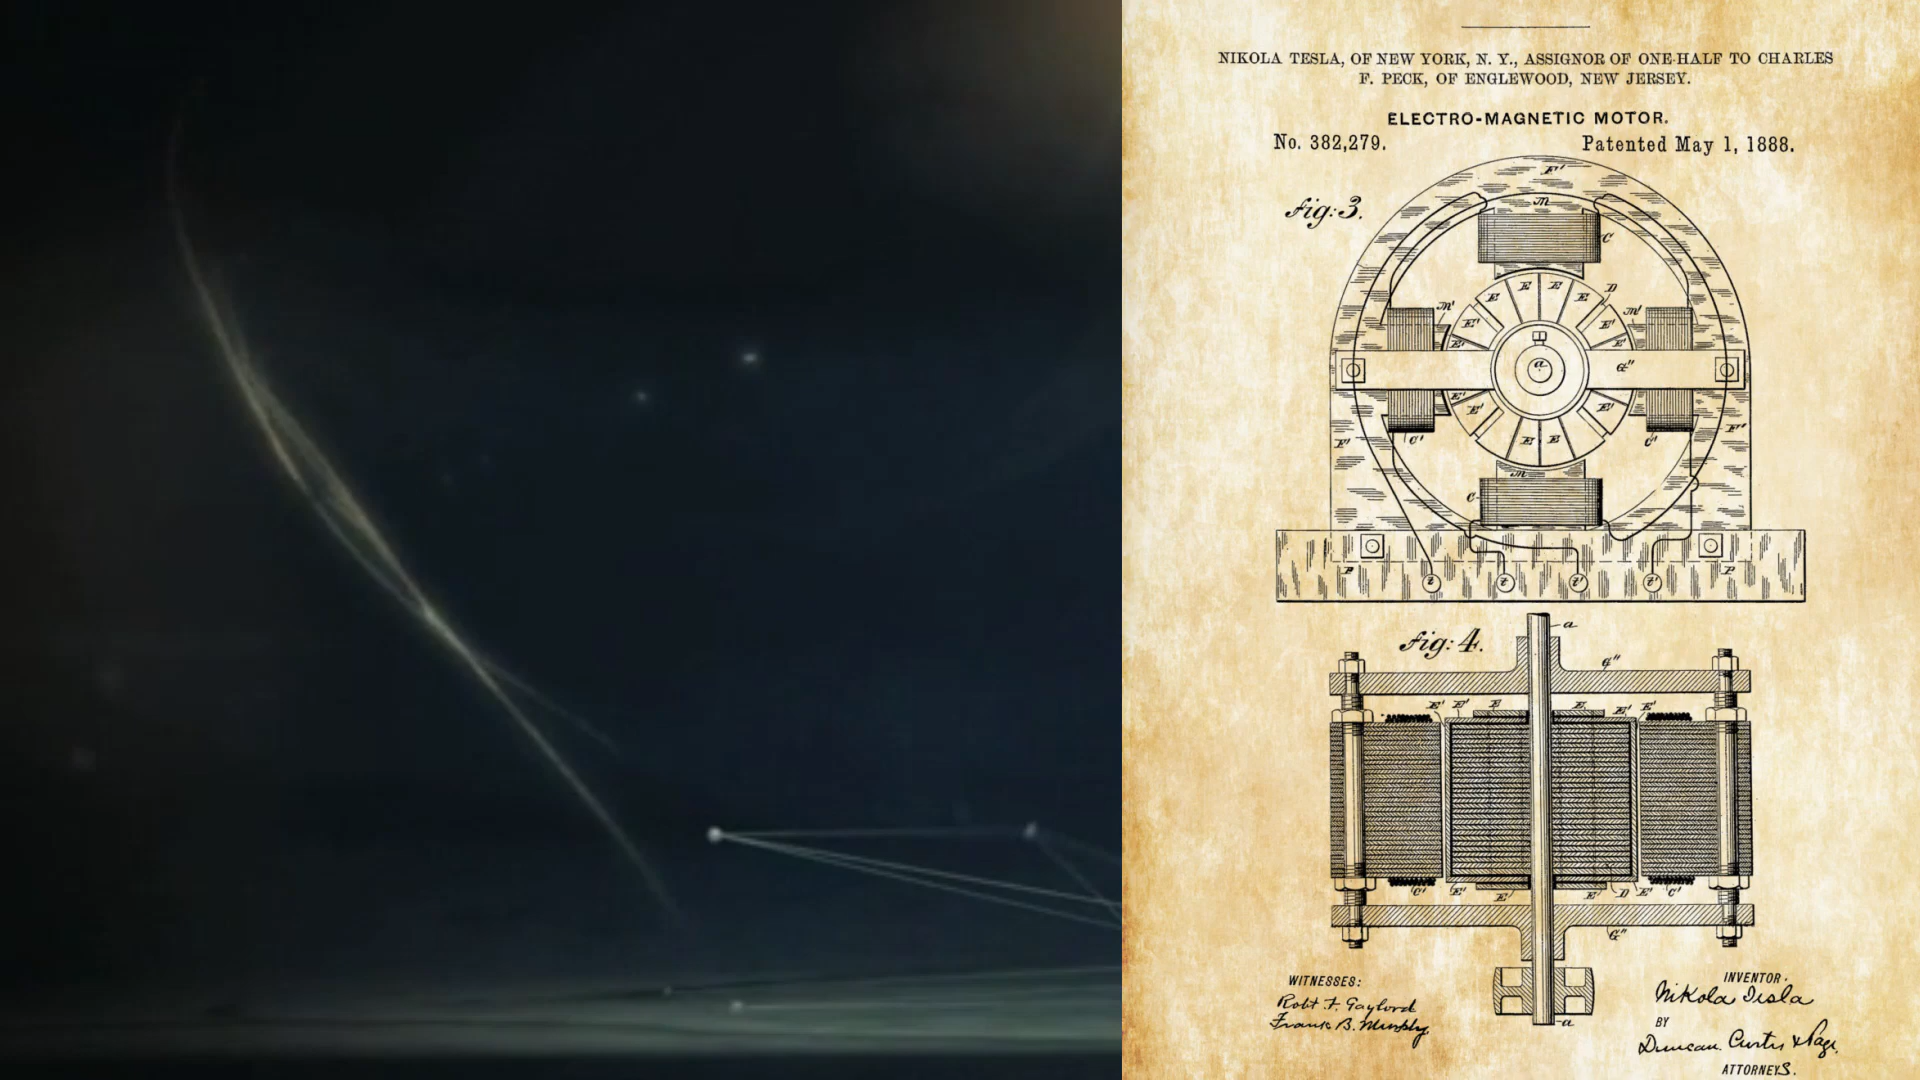 NIKOLA TESLA, OF NEW YORK, N. Y., ASSIGNOR OF ONE-HALF TO CHARLES
F. PECK, OF ENGLEWOOD, NEW JERSEY.
ELECTRO-MAGNETIC MOTOR.
No. 382,279. Patented May 1, 1888.
fig: 3.
F'
m
C
E E E E D
m' E' E' m'
E' E'
a G"
E' E' E'
F' C' E E C' F'
m
C
P t t t' t' P
a
fig: 4.
G"
E' E' E E E' E'
C' E' E E D E' C'
G"
a
WITNESSES:
Robt. F. Gaylord
Frank B. Murphy.
INVENTOR.
Nikola Tesla
BY
Duncan, Curtis & Page,
ATTORNEYS.